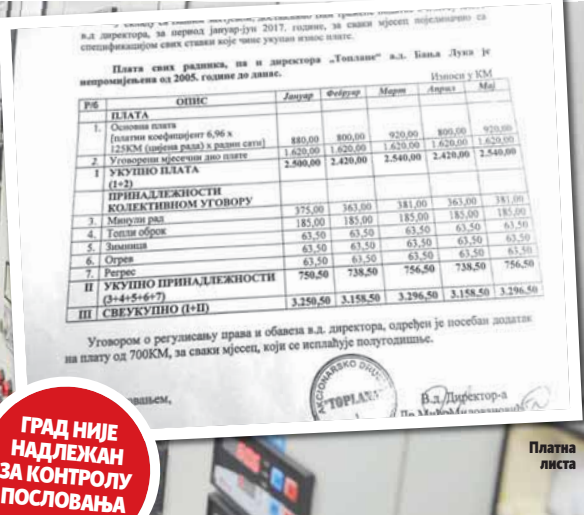 в.д директора, за период јануар-јун 2017. године, за сваки мјесец појединачно са
спецификацијом свих ставки које чине укупан износ плате.
Плата свих радника, па и директора „Топлане" а.д. Бања Лука је
непромијењена од 2005. године до данас.
Износи у КМ
Р/б ОПИС Јануар Фебруар Март Април Мај
ПЛАТА
1. Основна плата
[платни коефицијент 6,96 x
125КМ (цијена рада) x радни сати] 880,00 800,00 920,00 800,00 920,00
2. Уговорени мјесечни дио плате 1.620,00 1.620,00 1.620,00 1.620,00 1.620,00
I УКУПНО ПЛАТА 2.500,00 2.420,00 2.540,00 2.420,00 2.540,00
(1+2)
ПРИНАДЛЕЖНОСТИ
КОЛЕКТИВНОМ УГОВОРУ
3. Минули рад 375,00 363,00 381,00 363,00 381,00
4. Топли оброк 185,00 185,00 185,00 185,00 185,00
5. Зимница 63,50 63,50 63,50 63,50 63,50
6. Огрев 63,50 63,50 63,50 63,50 63,50
7. Регрес 63,50 63,50 63,50 63,50 63,50
II УКУПНО ПРИНАДЛЕЖНОСТИ 750,50 738,50 756,50 738,50 756,50
(3+4+5+6+7)
III СВЕУКУПНО (I+II) 3.250,50 3.158,50 3.296,50 3.158,50 3.296,50
Уговором о регулисању права и обавеза в.д. директора, одређен је посебан додатак
на плату од 700КМ, за сваки мјесец, који се исплаћује полугодишње.
В.д. Директор-а
"TOPLANA"
ГРАД НИЈЕ
НАДЛЕЖАН
ЗА КОНТРОЛУ
ПОСЛОВАЊА
Платна
листа